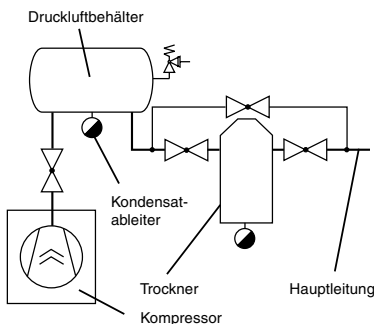 Druckluftbehälter
Kondensat-
ableiter
Trockner
Hauptleitung
Kompressor